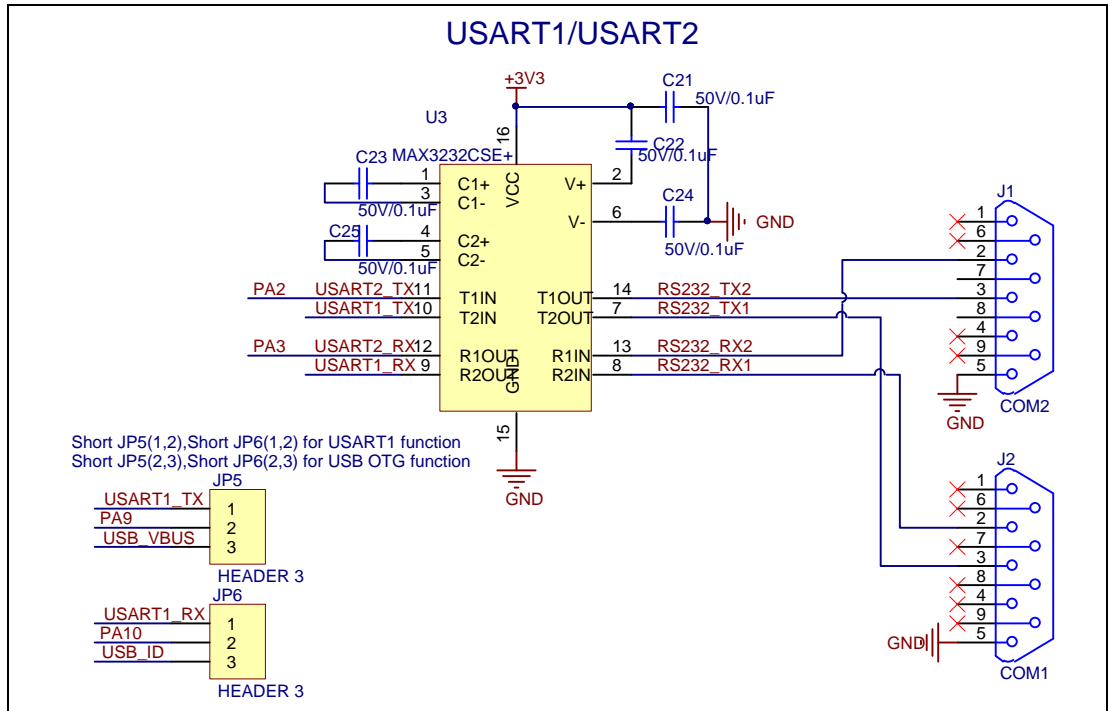 USART1/USART2
+3V3
C21
50V/0.1uF
U3
16
C22
50V/0.1uF
MAX3232CSE+
C23
50V/0.1uF
1 C1+ VCC V+ 2
3 C1-
C24
50V/0.1uF
V- 6
GND
C25
50V/0.1uF
4 C2+
5 C2-
PA2 USART2_TX 11 T1IN T1OUT 14 RS232_TX2
USART1_TX 10 T2IN T2OUT 7 RS232_TX1
PA3 USART2_RX 12 R1OUT R1IN 13 RS232_RX2
USART1_RX 9 R2OUT R2IN 8 RS232_RX1
GND
15
GND
J1
1
6
2
7
3
8
4
9
5
GND
COM2
Short JP5(1,2),Short JP6(1,2) for USART1 function
Short JP5(2,3),Short JP6(2,3) for USB OTG function
JP5
USART1_TX 1
PA9 2
USB_VBUS 3
HEADER 3
JP6
USART1_RX 1
PA10 2
USB_ID 3
HEADER 3
J2
1
6
2
7
3
8
4
9
GND 5
COM1